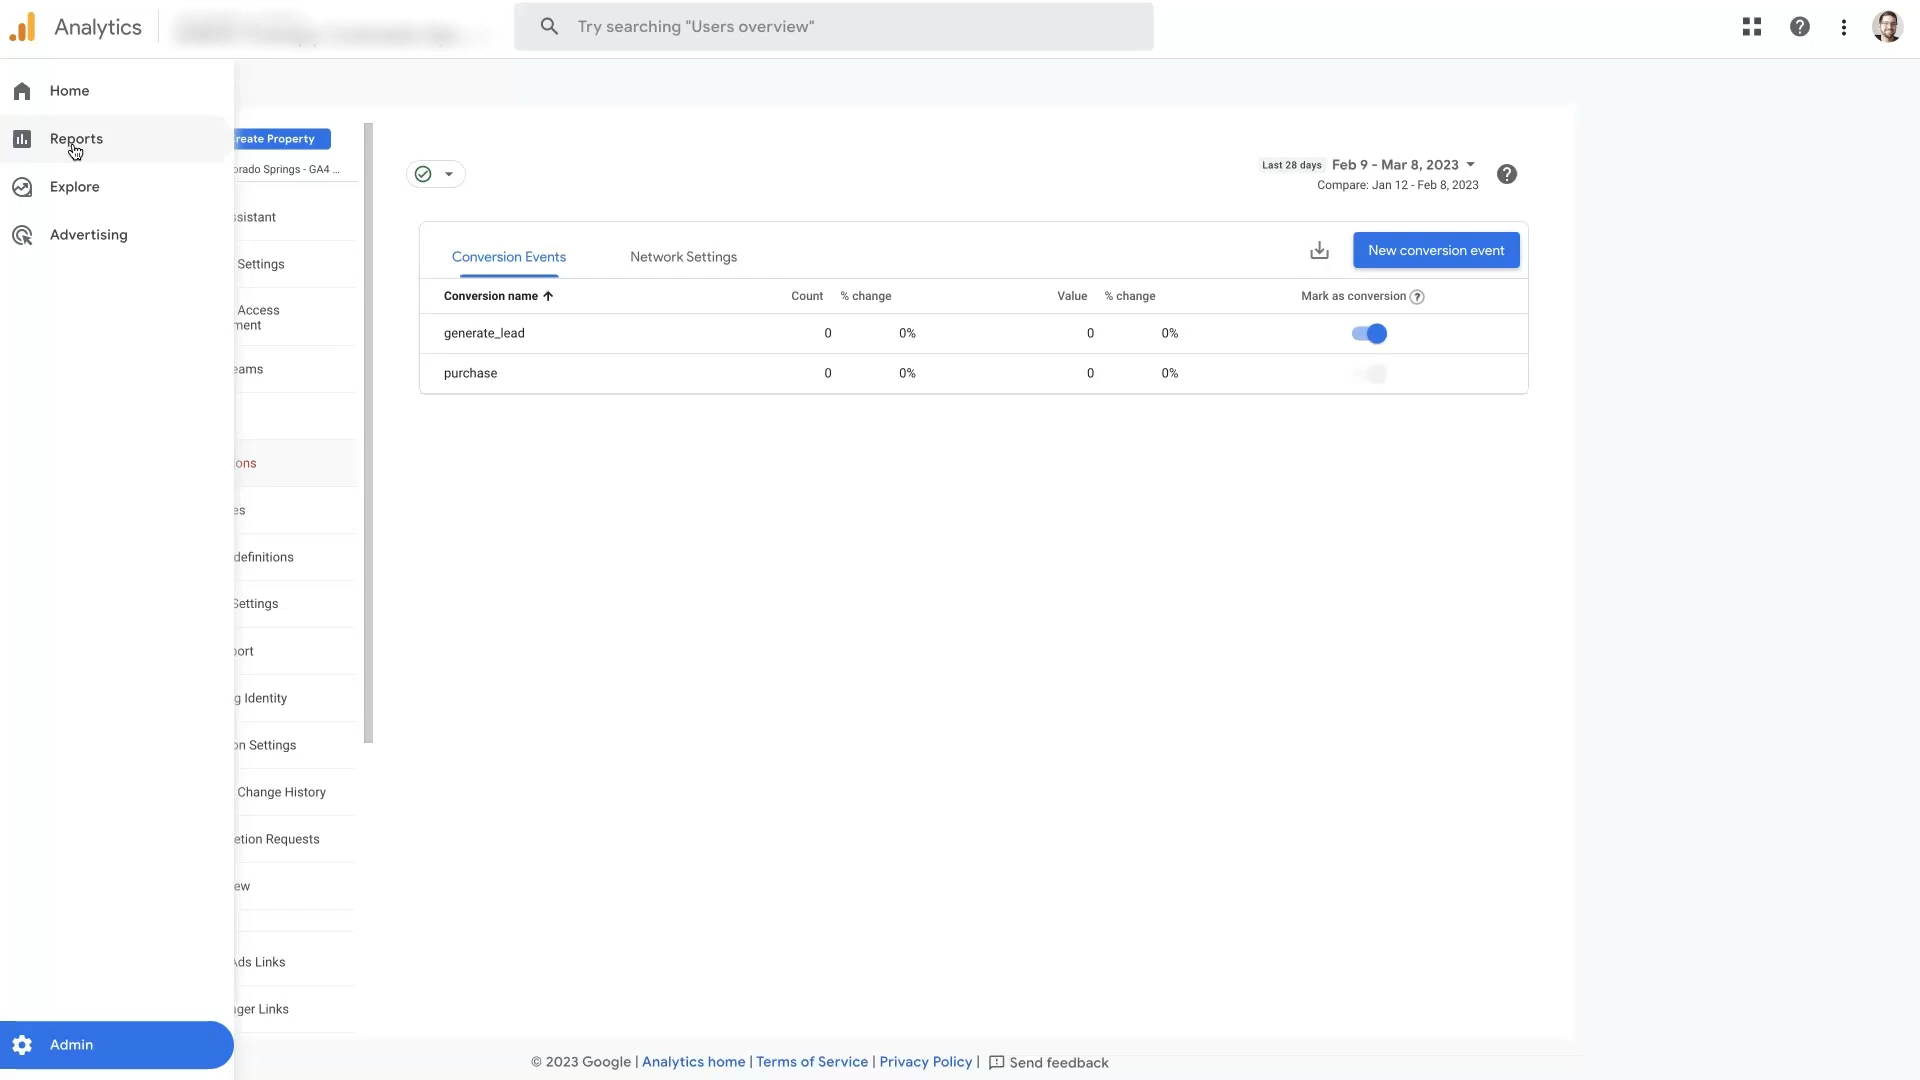 Analytics
Try searching "Users overview"
Home
Reports
Explore
Advertising
Admin
reate Property
orado Springs - GA4 ...
ssistant
Settings
Access
ment
eams
ons
es
definitions
Settings
port
g Identity
on Settings
Change History
etion Requests
ew
Ads Links
ger Links
Last 28 days Feb 9 - Mar 8, 2023
Compare: Jan 12 - Feb 8, 2023
Conversion Events Network Settings
New conversion event
Conversion name Count % change Value % change Mark as conversion
generate_lead 0 0% 0 0%
purchase 0 0% 0 0%
© 2023 Google | Analytics home | Terms of Service | Privacy Policy | Send feedback